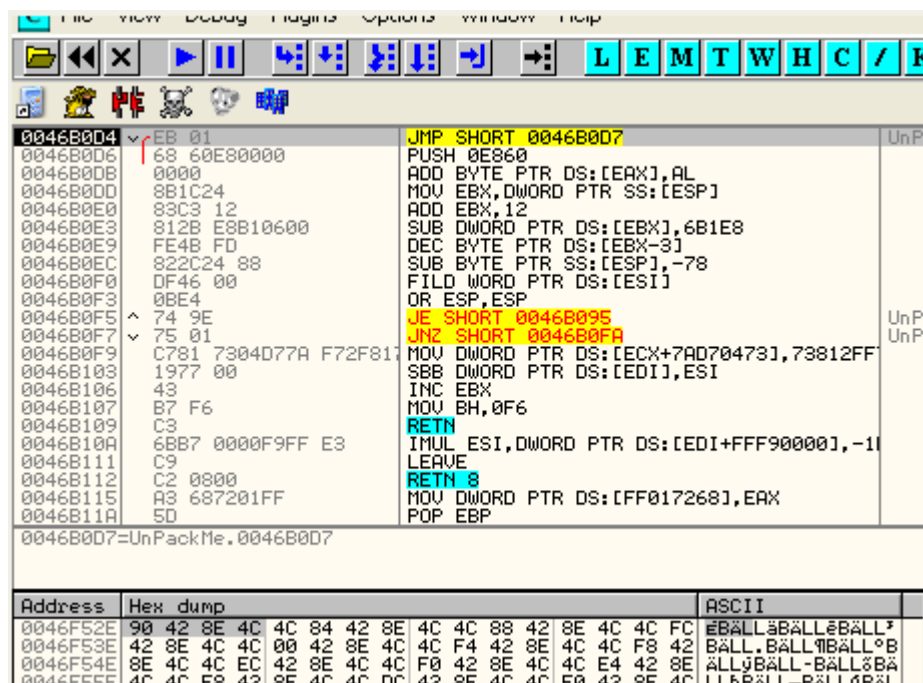 File View Debug Plugins Options Window Help
L E M T W H C /
0046B0D4 EB 01 JMP SHORT 0046B0D7 UnP
0046B0D6 68 60E80000 PUSH 0E860
0046B0DB 0000 ADD BYTE PTR DS:[EAX],AL
0046B0DD 8B1C24 MOV EBX,DWORD PTR SS:[ESP]
0046B0E0 83C3 12 ADD EBX,12
0046B0E3 812B E8B10600 SUB DWORD PTR DS:[EBX],6B1E8
0046B0E9 FE4B FD DEC BYTE PTR DS:[EBX-3]
0046B0EC 822C24 88 SUB BYTE PTR SS:[ESP],-78
0046B0F0 DF46 00 FILD WORD PTR DS:[ESI]
0046B0F3 0BE4 OR ESP,ESP
0046B0F5 ^ 74 9E JE SHORT 0046B095 UnP
0046B0F7 75 01 JNZ SHORT 0046B0FA UnP
0046B0F9 C781 7304D77A F72F817 MOV DWORD PTR DS:[ECX+7AD70473],73812FF
0046B103 1977 00 SBB DWORD PTR DS:[EDI],ESI
0046B106 43 INC EBX
0046B107 B7 F6 MOV BH,0F6
0046B109 C3 RETN
0046B10A 6BB7 0000F9FF E3 IMUL ESI,DWORD PTR DS:[EDI+FFF90000],-1
0046B111 C9 LEAVE
0046B112 C2 0800 RETN 8
0046B115 A3 687201FF MOV DWORD PTR DS:[FF017268],EAX
0046B11A 5D POP EBP
0046B0D7=UnPackMe.0046B0D7
Address Hex dump ASCII
0046F52E 90 42 8E 4C 4C 84 42 8E 4C 4C 88 42 8E 4C 4C FC ÉBÄLLäBÄLLêBÄLL³
0046F53E 42 8E 4C 4C 00 42 8E 4C 4C F4 42 8E 4C 4C F8 42 BÄLL.BÄLL¶BÄLL°B
0046F54E 8E 4C 4C EC 42 8E 4C 4C F0 42 8E 4C 4C E4 42 8E ÄLLýBÄLL-BÄLLõBÄ